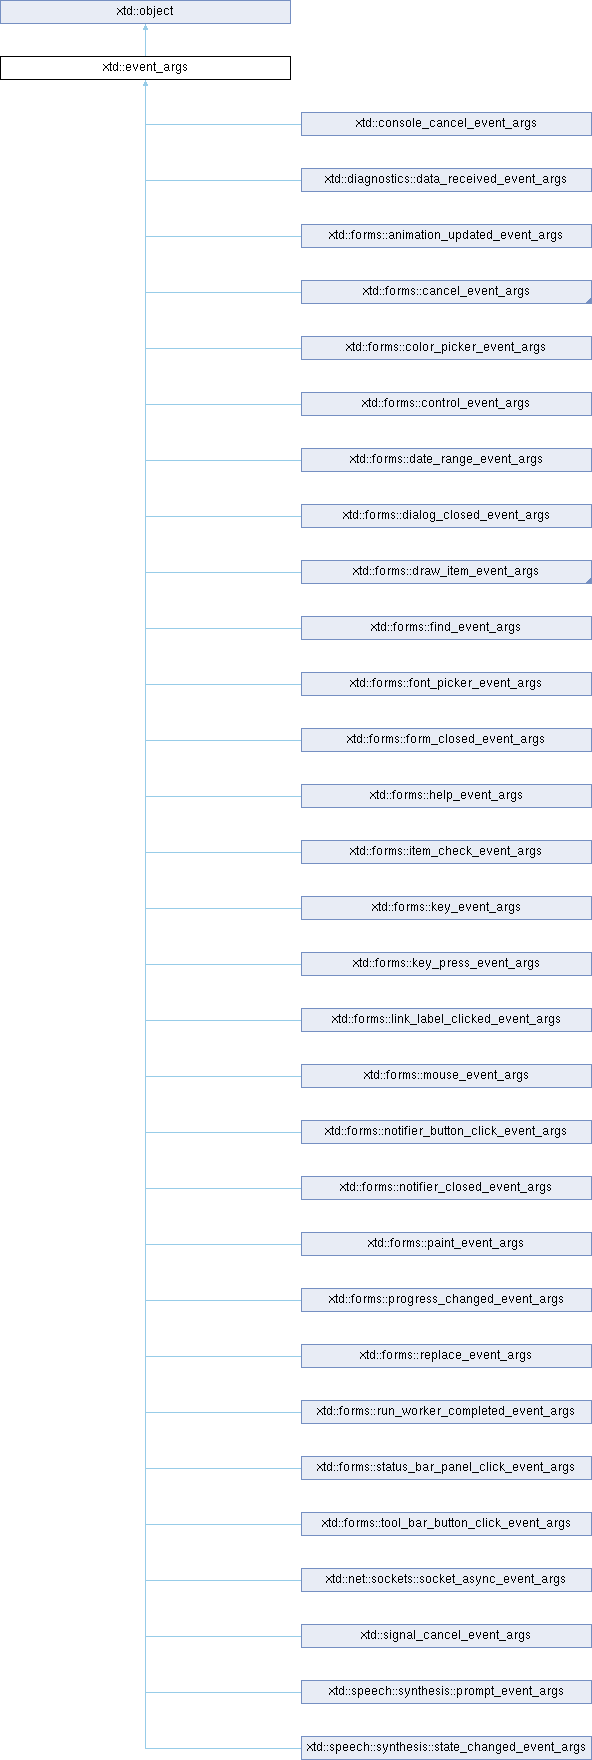 xtd::object
xtd::event_args
xtd::console_cancel_event_args
xtd::diagnostics::data_received_event_args
xtd::forms::animation_updated_event_args
xtd::forms::cancel_event_args
xtd::forms::color_picker_event_args
xtd::forms::control_event_args
xtd::forms::date_range_event_args
xtd::forms::dialog_closed_event_args
xtd::forms::draw_item_event_args
xtd::forms::find_event_args
xtd::forms::font_picker_event_args
xtd::forms::form_closed_event_args
xtd::forms::help_event_args
xtd::forms::item_check_event_args
xtd::forms::key_event_args
xtd::forms::key_press_event_args
xtd::forms::link_label_clicked_event_args
xtd::forms::mouse_event_args
xtd::forms::notifier_button_click_event_args
xtd::forms::notifier_closed_event_args
xtd::forms::paint_event_args
xtd::forms::progress_changed_event_args
xtd::forms::replace_event_args
xtd::forms::run_worker_completed_event_args
xtd::forms::status_bar_panel_click_event_args
xtd::forms::tool_bar_button_click_event_args
xtd::net::sockets::socket_async_event_args
xtd::signal_cancel_event_args
xtd::speech::synthesis::prompt_event_args
xtd::speech::synthesis::state_changed_event_args